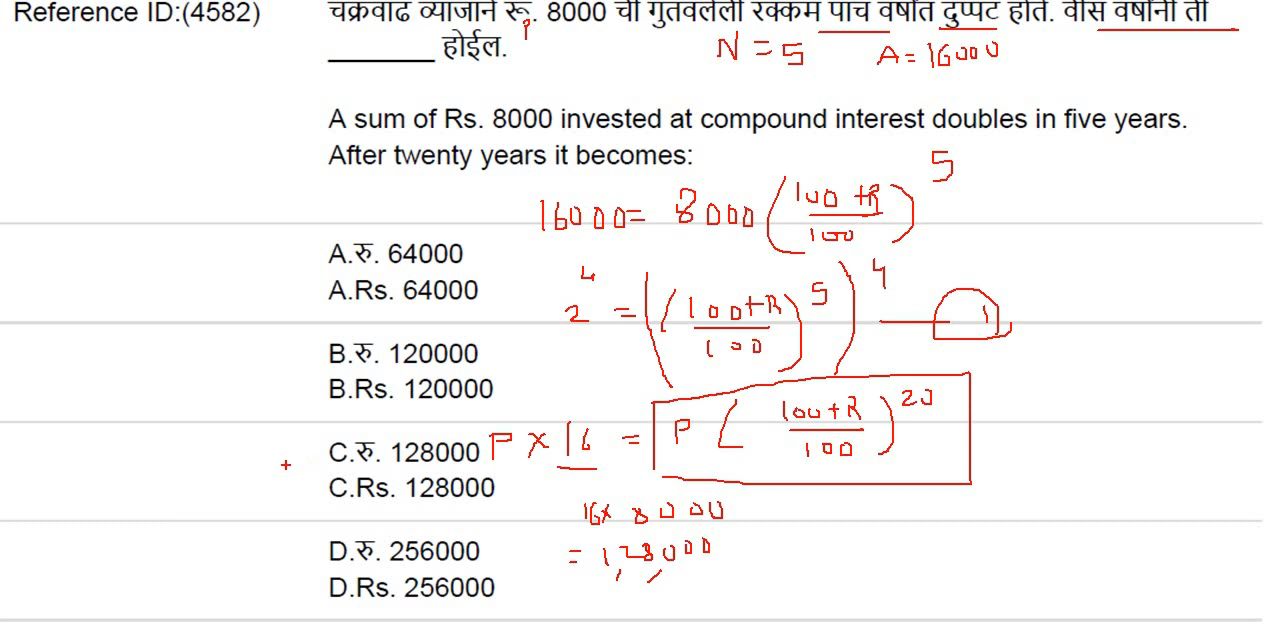 Reference ID:(4582)
चक्रवाढ व्याजाने रू. 8000 ची गुंतवलेली रक्कम पाच वर्षात दुप्पट होते. वीस वर्षांनी ती
P
________ होईल.
N = 5
A = 16000
A sum of Rs. 8000 invested at compound interest doubles in five years.
After twenty years it becomes:
16000 = 8000 (100 + R / 100)^5
A.रु. 64000
A.Rs. 64000
2^4 = ((100+R / 100)^5)^4 — 1
B.रु. 120000
B.Rs. 120000
P × 16 = P (100+R / 100)^20
C.रु. 128000
C.Rs. 128000
16× 8000
= 1,28,000
D.रु. 256000
D.Rs. 256000